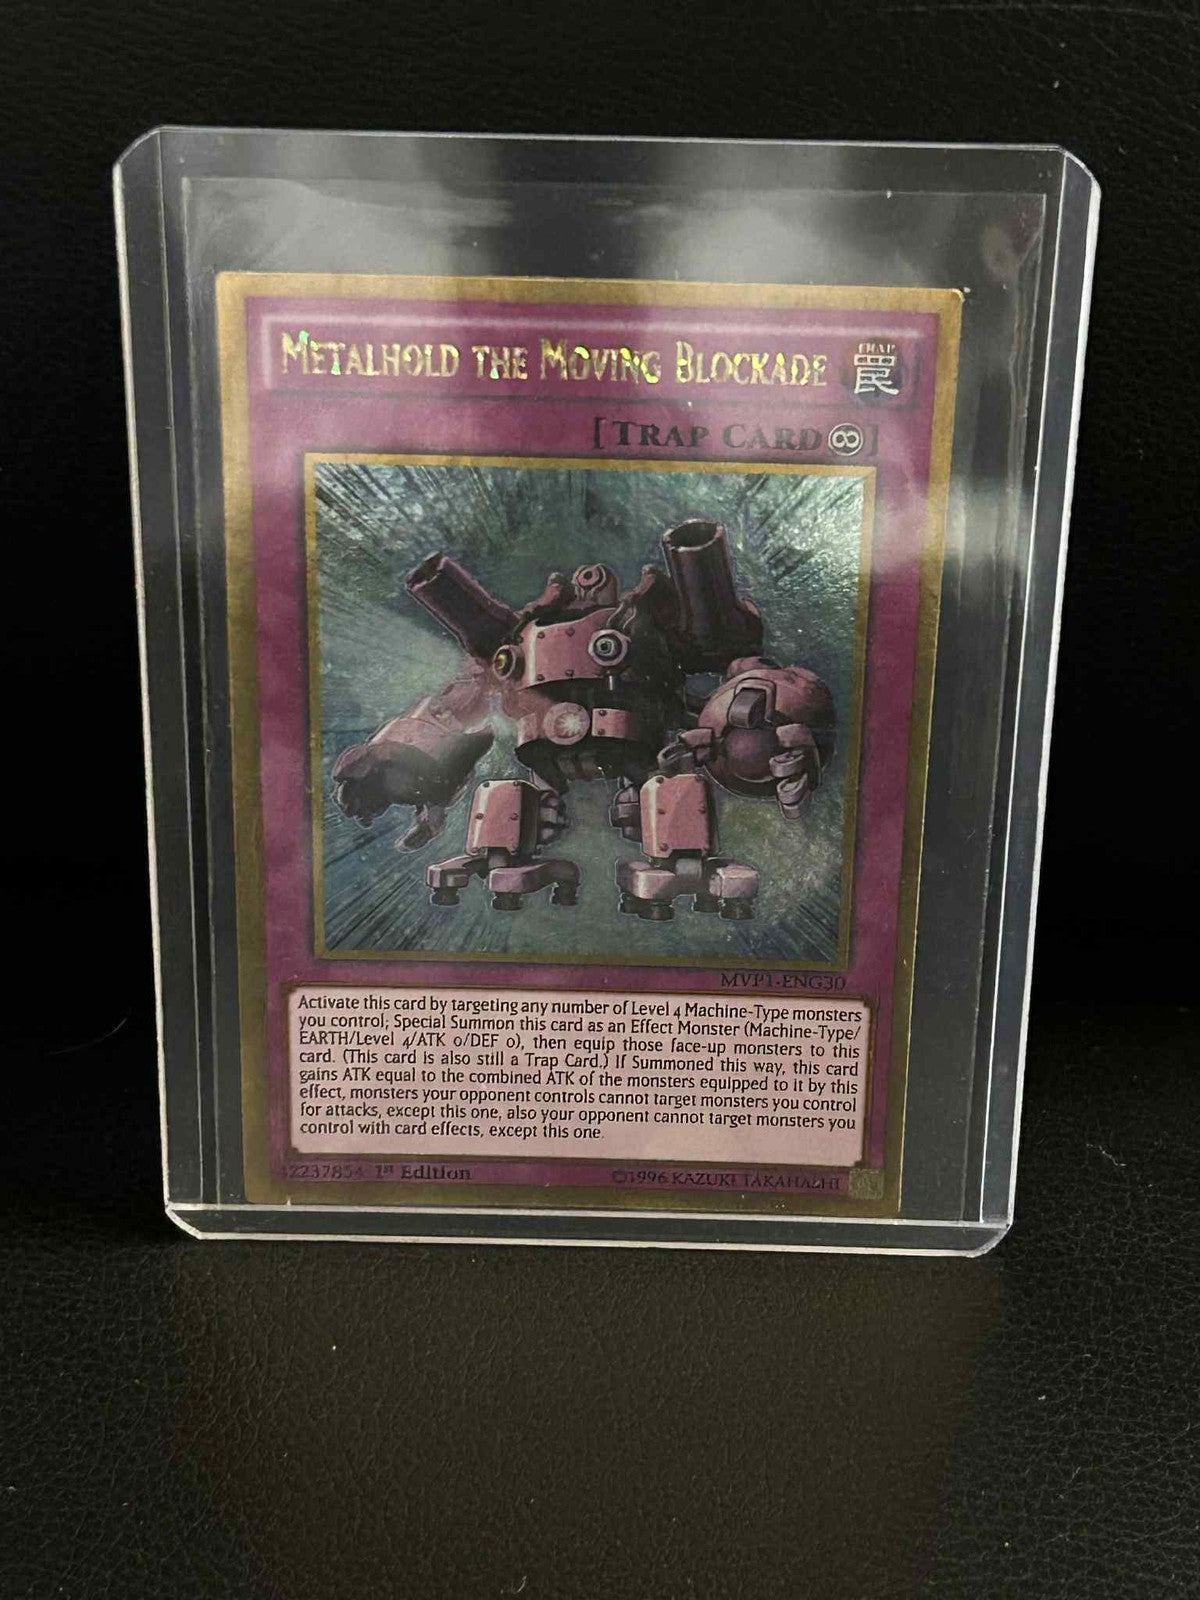 METALHOLD THE MOVING BLOCKADE
TRAP
罠
[TRAP CARD∞]
MVP1-ENG30
Activate this card by targeting any number of Level 4 Machine-Type monsters
you control; Special Summon this card as an Effect Monster (Machine-Type/
EARTH/Level 4/ATK 0/DEF 0), then equip those face-up monsters to this
card. (This card is also still a Trap Card.) If Summoned this way, this card
gains ATK equal to the combined ATK of the monsters equipped to it by this
effect, monsters your opponent controls cannot target monsters you control
for attacks, except this one, also your opponent cannot target monsters you
control with card effects, except this one.
42237854 1st Edition
©1996 KAZUKI TAKAHASHI